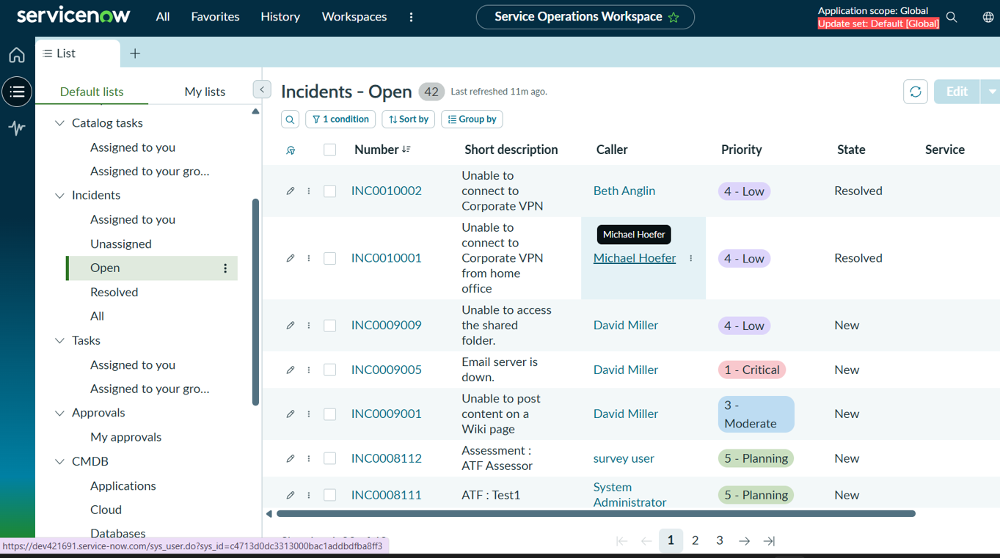 servicenow
All Favorites History Workspaces
Service Operations Workspace
Application scope: Global
Update set: Default [Global]
List
Default lists
My lists
Catalog tasks
Assigned to you
Assigned to your gro...
Incidents
Assigned to you
Unassigned
Open
Resolved
All
Tasks
Assigned to you
Assigned to your gro...
Approvals
My approvals
CMDB
Applications
Cloud
Databases
Incidents - Open 42 Last refreshed 11m ago.
Edit
1 condition Sort by Group by
Number Short description Caller Priority State Service
INC0010002
Unable to
connect to
Corporate VPN
Beth Anglin
4 - Low
Resolved
INC0010001
Unable to
connect to
Corporate VPN
from home
office
Michael Hoefer
Michael Hoefer
4 - Low
Resolved
INC0009009
Unable to access
the shared
folder.
David Miller
4 - Low
New
INC0009005
Email server is
down.
David Miller
1 - Critical
New
INC0009001
Unable to post
content on a
Wiki page
David Miller
3 -
Moderate
New
INC0008112
Assessment :
ATF Assessor
survey user
5 - Planning
New
INC0008111
ATF : Test1
System
Administrator
5 - Planning
New
1 2 3
https://dev421691.service-now.com/sys_user.do?sys_id=c4713d0dc3313000bac1addbdfba8ff3